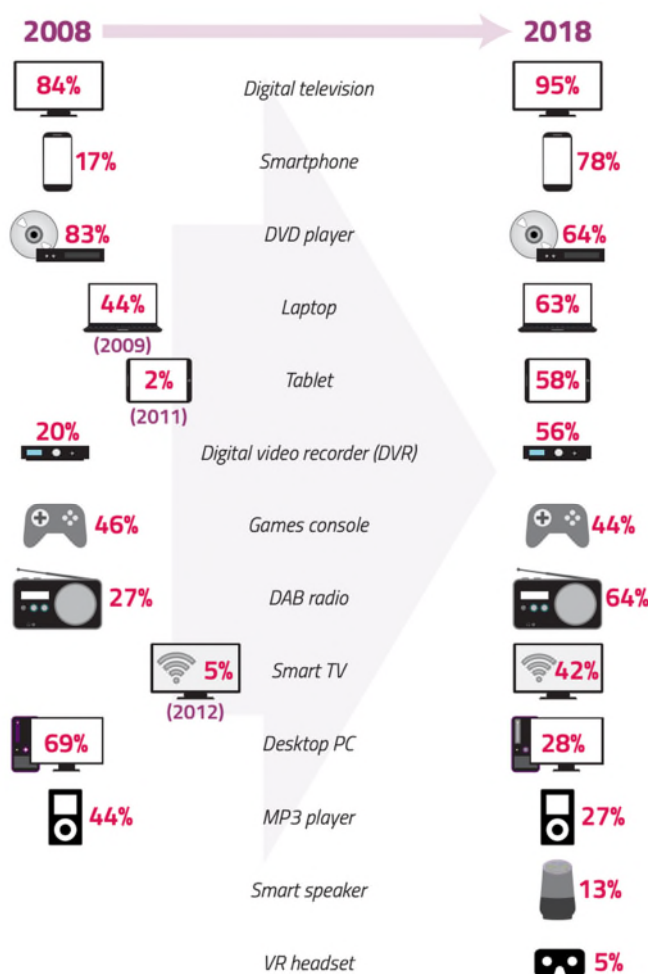 2008 2018
84% Digital television 95%
17% Smartphone 78%
83% DVD player 64%
44% Laptop 63%
(2009)
2% Tablet 58%
(2011)
20% Digital video recorder (DVR) 56%
46% Games console 44%
27% DAB radio 64%
5% Smart TV 42%
(2012)
69% Desktop PC 28%
44% MP3 player 27%
Smart speaker 13%
VR headset 5%